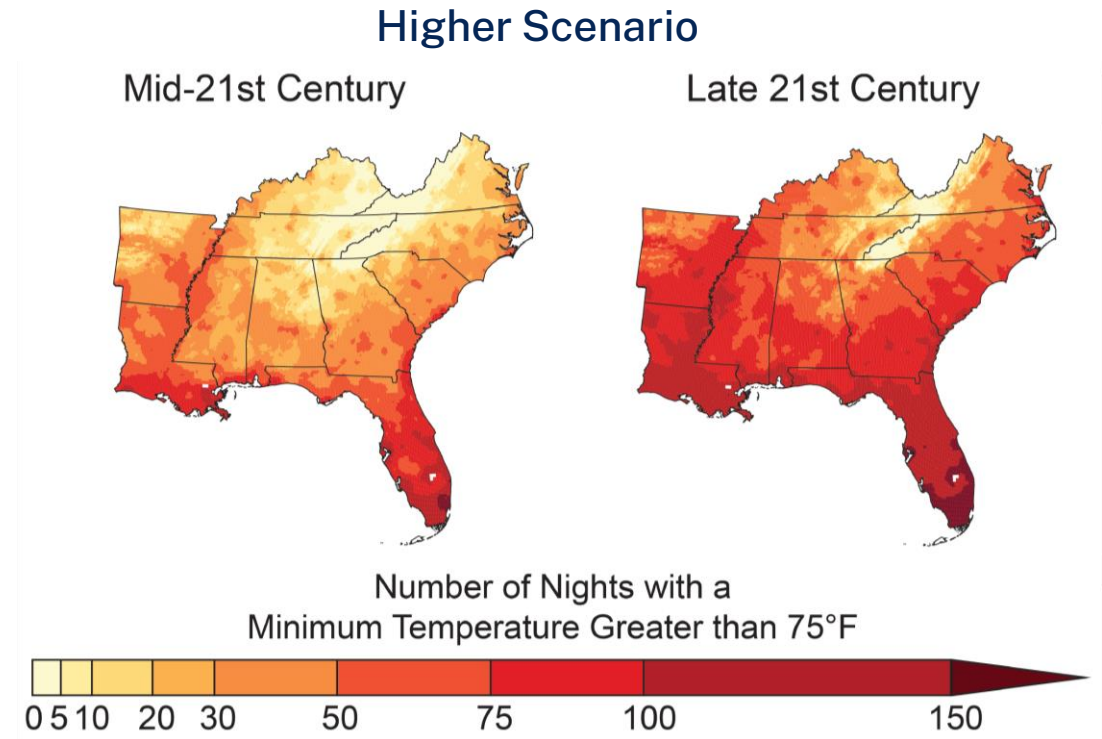 Higher Scenario
Mid-21st Century
Late 21st Century
Number of Nights with a
Minimum Temperature Greater than 75°F
0 5 10 20 30 50 75 100 150